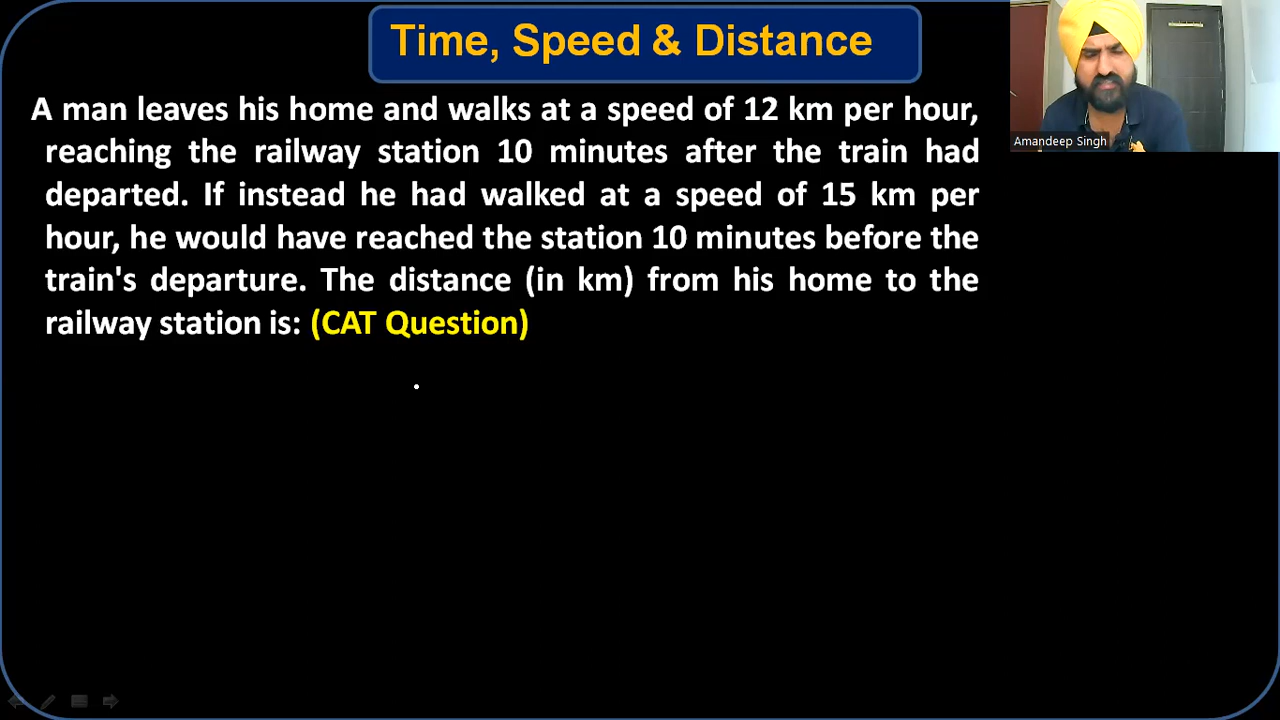 Time, Speed & Distance
A man leaves his home and walks at a speed of 12 km per hour,
reaching the railway station 10 minutes after the train had
departed. If instead he had walked at a speed of 15 km per
hour, he would have reached the station 10 minutes before the
train's departure. The distance (in km) from his home to the
railway station is: (CAT Question)
Amandeep Singh